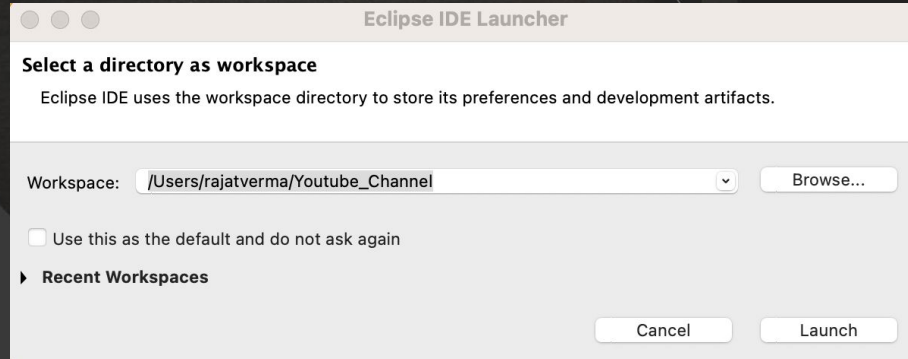 Eclipse IDE Launcher
Select a directory as workspace
Eclipse IDE uses the workspace directory to store its preferences and development artifacts.
Workspace: /Users/rajatverma/Youtube_Channel Browse...
Use this as the default and do not ask again
Recent Workspaces
Cancel Launch